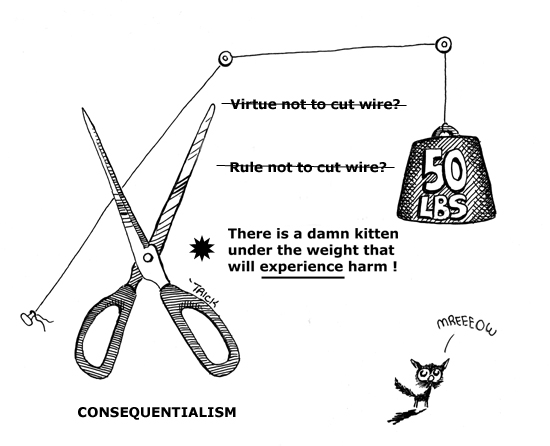 Virtue not to cut wire?
50
LBS
Rule not to cut wire?
There is a damn kitten
under the weight that
will experience harm !
TRICK
MREEEOW
CONSEQUENTIALISM